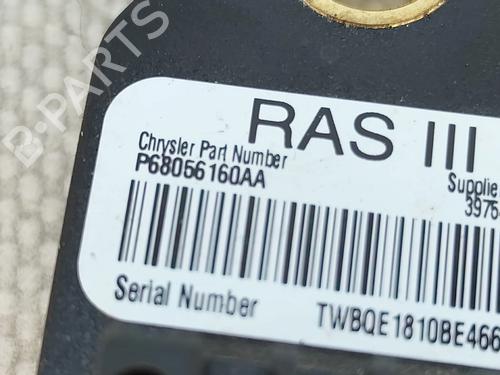 B-PARTS
RAS III
Chrysler Part Number
P68056160AA
Supplie
3975
Serial Number
TWBQE1810BE466